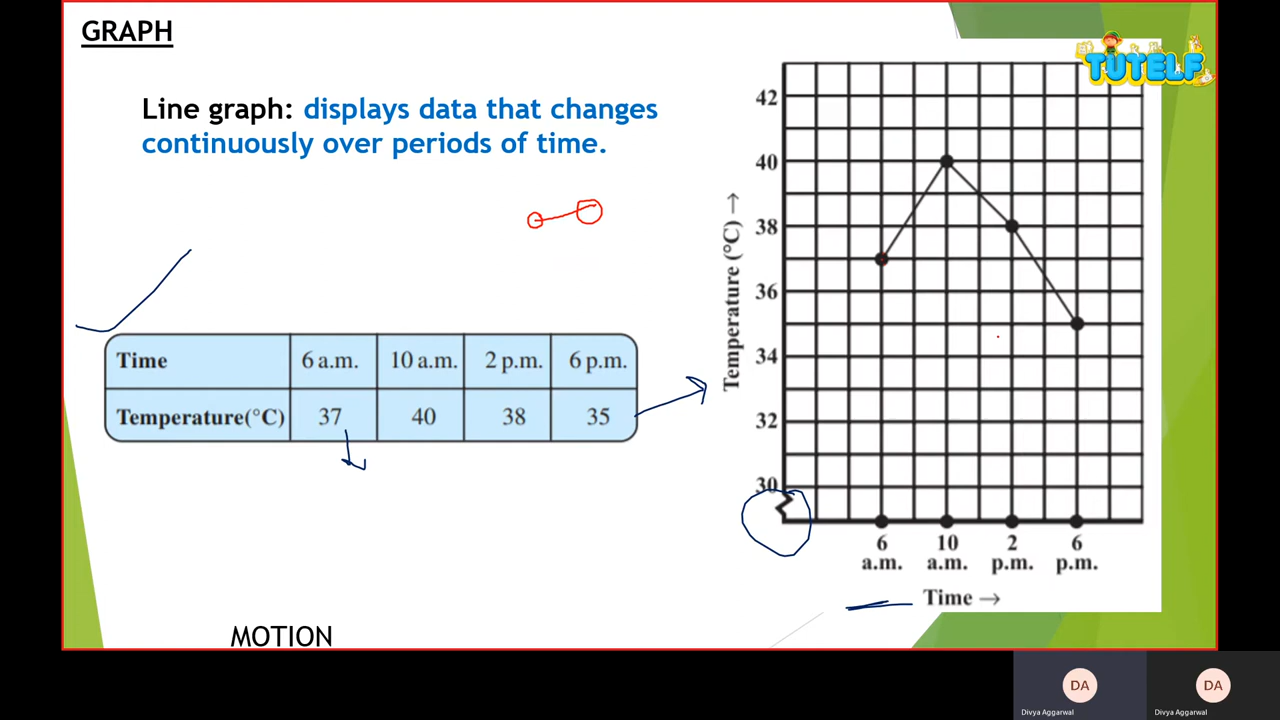 GRAPH
TUTELF
Line graph: displays data that changes
continuously over periods of time.
Time 6 a.m. 10 a.m. 2 p.m. 6 p.m.
Temperature(°C) 37 40 38 35
Temperature (°C) →
42
40
38
36
34
32
30
6 10 2 6
a.m. a.m. p.m. p.m.
Time →
MOTION
DA DA
Divya Aggarwal Divya Aggarwal